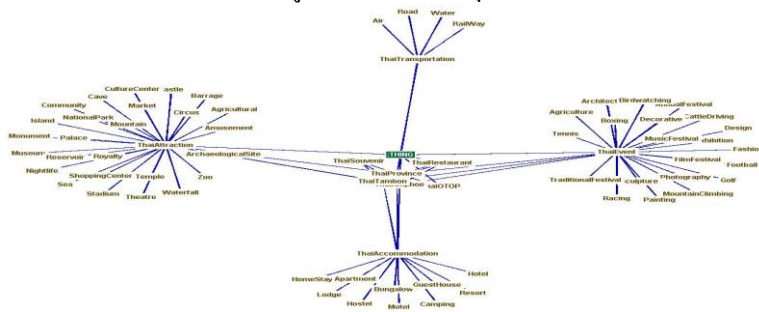 Road
Water
Air
RailWay
ThaiTransportation
CultureCenter
Barrage
Cave
Market
Community
Circus
Agricultural
NationalPark
Island
Mountain
Amusement
Monument
Palace
ThaiAttraction
Museum
Reservoir
Royalty
ArchaeologicalSite
Nightlife
ShoppingCenter
Temple
Zoo
Sea
Stadium
Theatre
Waterfall
THING
ThaiSouvenir
ThaiRestaurant
ThaiProvince
ThaiTambon
Architect
Birdwatching
Agriculture
Boxing
Decorative
CattleDriving
Tennis
MusicFestival
Design
ThaiEvent
FilmFestival
Football
TraditionalFestival
Photography
Golf
MountainClimbing
Racing
Painting
ThaiAccommodation
HomeStay
Apartment
Hotel
GuestHouse
Lodge
Bungalow
Resort
Hostel
Motel
Camping